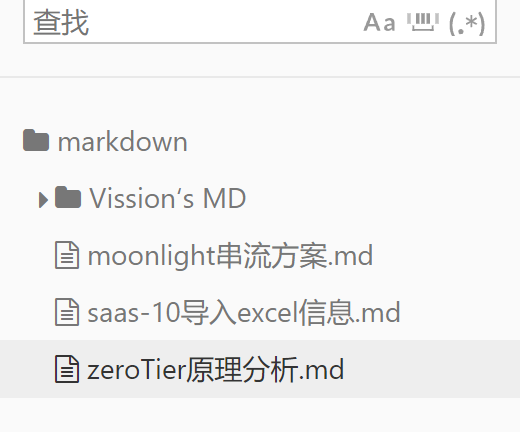 查找 Aa (.*)
markdown
Vission‘s MD
moonlight串流方案.md
saas-10导入excel信息.md
zeroTier原理分析.md